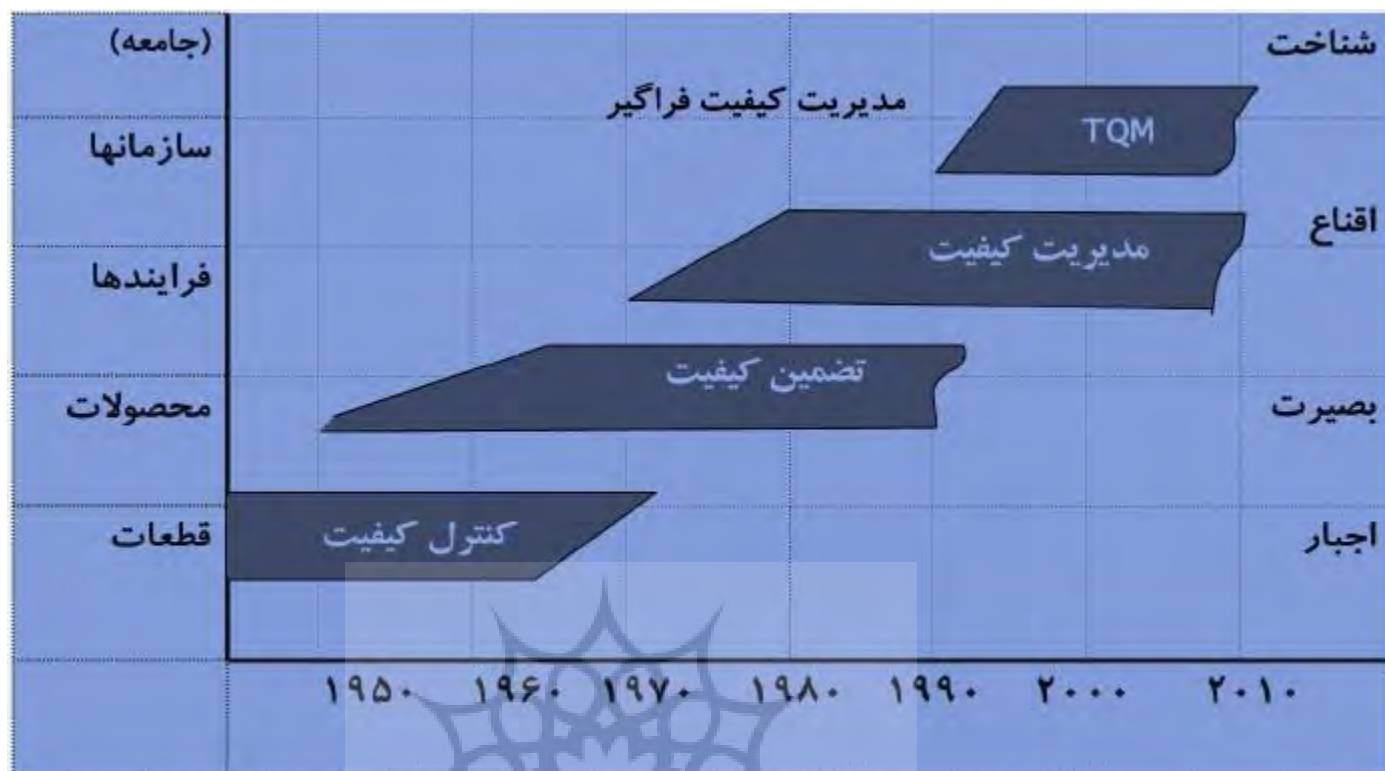 شناخت
(جامعه)
مدیریت کیفیت فراگیر
TQM
سازمانها
اقناع
مدیریت کیفیت
فرایندها
تضمین کیفیت
بصیرت
محصولات
اجبار
کنترل کیفیت
قطعات
۱۹۵۰ ۱۹۶۰ ۱۹۷۰ ۱۹۸۰ ۱۹۹۰ ۲۰۰۰ ۲۰۱۰